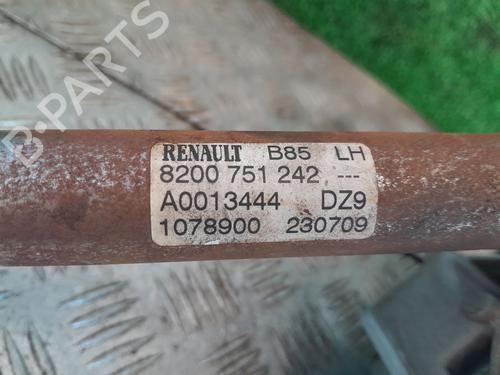 RENAULT B85 LH
8200 751 242 ---
A0013444 DZ9
1078900 230709
B-PARTS